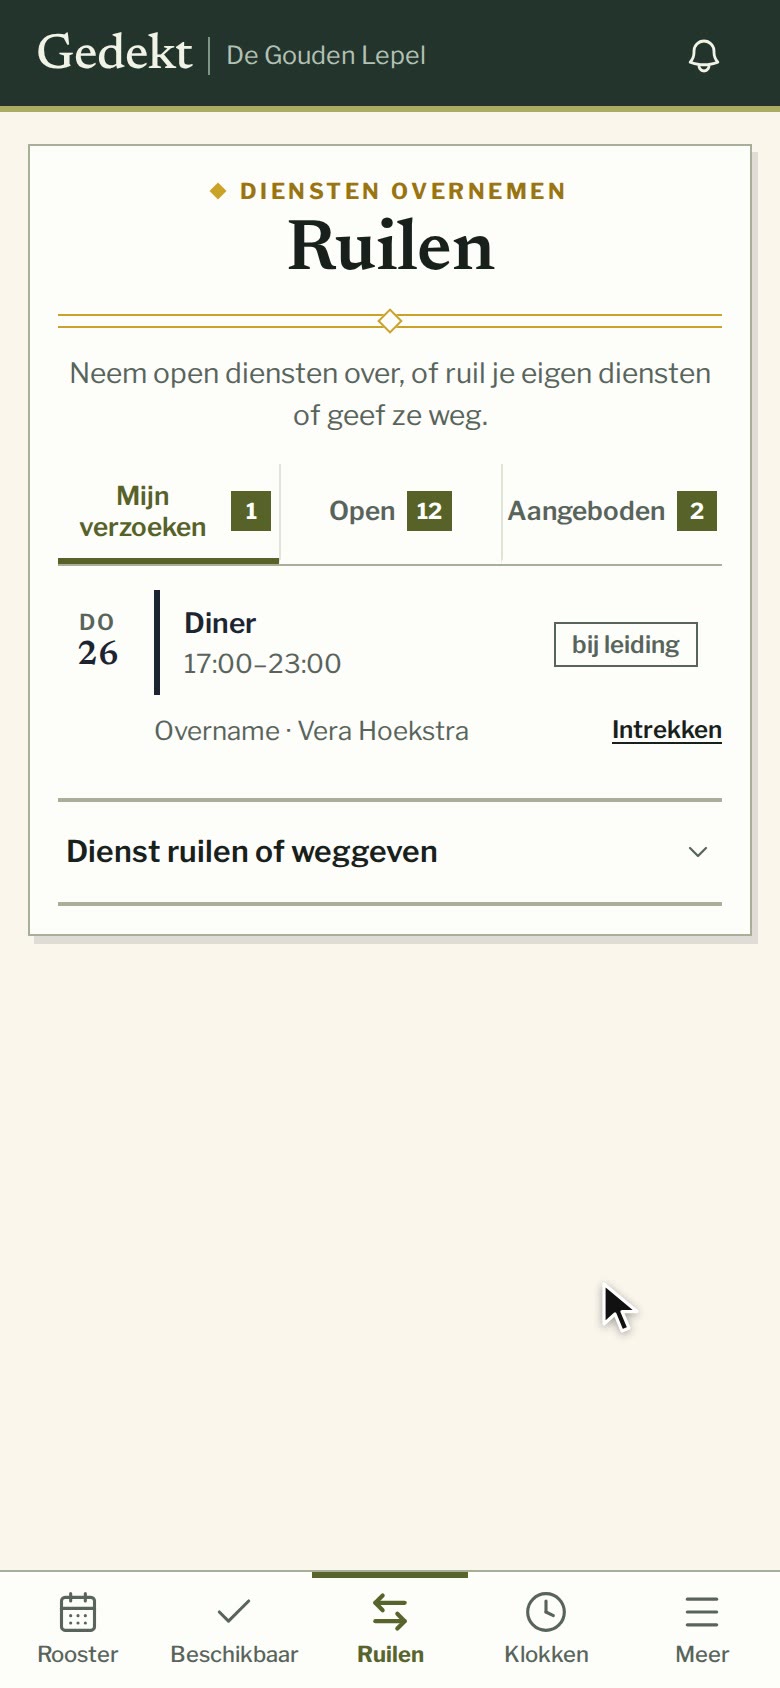 Gedekt
De Gouden Lepel
DIENSTEN OVERNEMEN
Ruilen
Neem open diensten over, of ruil je eigen diensten
of geef ze weg.
Mijn
verzoeken
1
Open 12
Aangeboden 2
DO
26
Diner
17:00–23:00
bij leiding
Overname · Vera Hoekstra
Intrekken
Dienst ruilen of weggeven
Rooster
Beschikbaar
Ruilen
Klokken
Meer